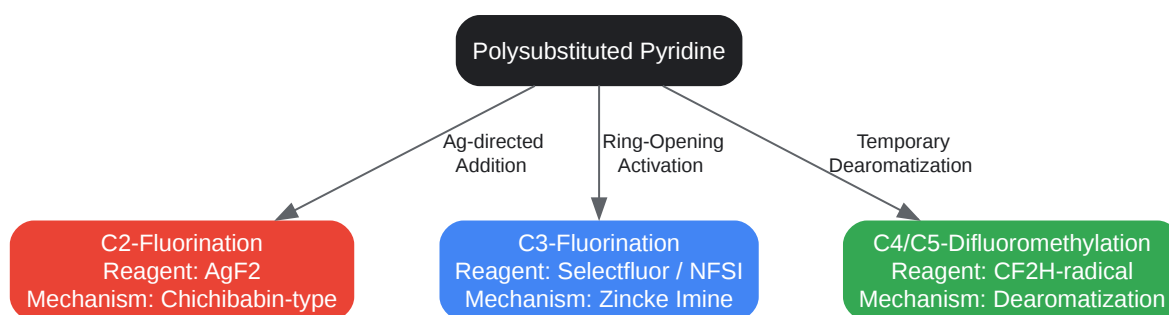 Polysubstituted Pyridine
Ag-directed
Addition
Ring-Opening
Activation
Temporary
Dearomatization
C2-Fluorination
Reagent: AgF2
Mechanism: Chichibabin-type
C3-Fluorination
Reagent: Selectfluor / NFSI
Mechanism: Zincke Imine
C4/C5-Difluoromethylation
Reagent: CF2H-radical
Mechanism: Dearomatization